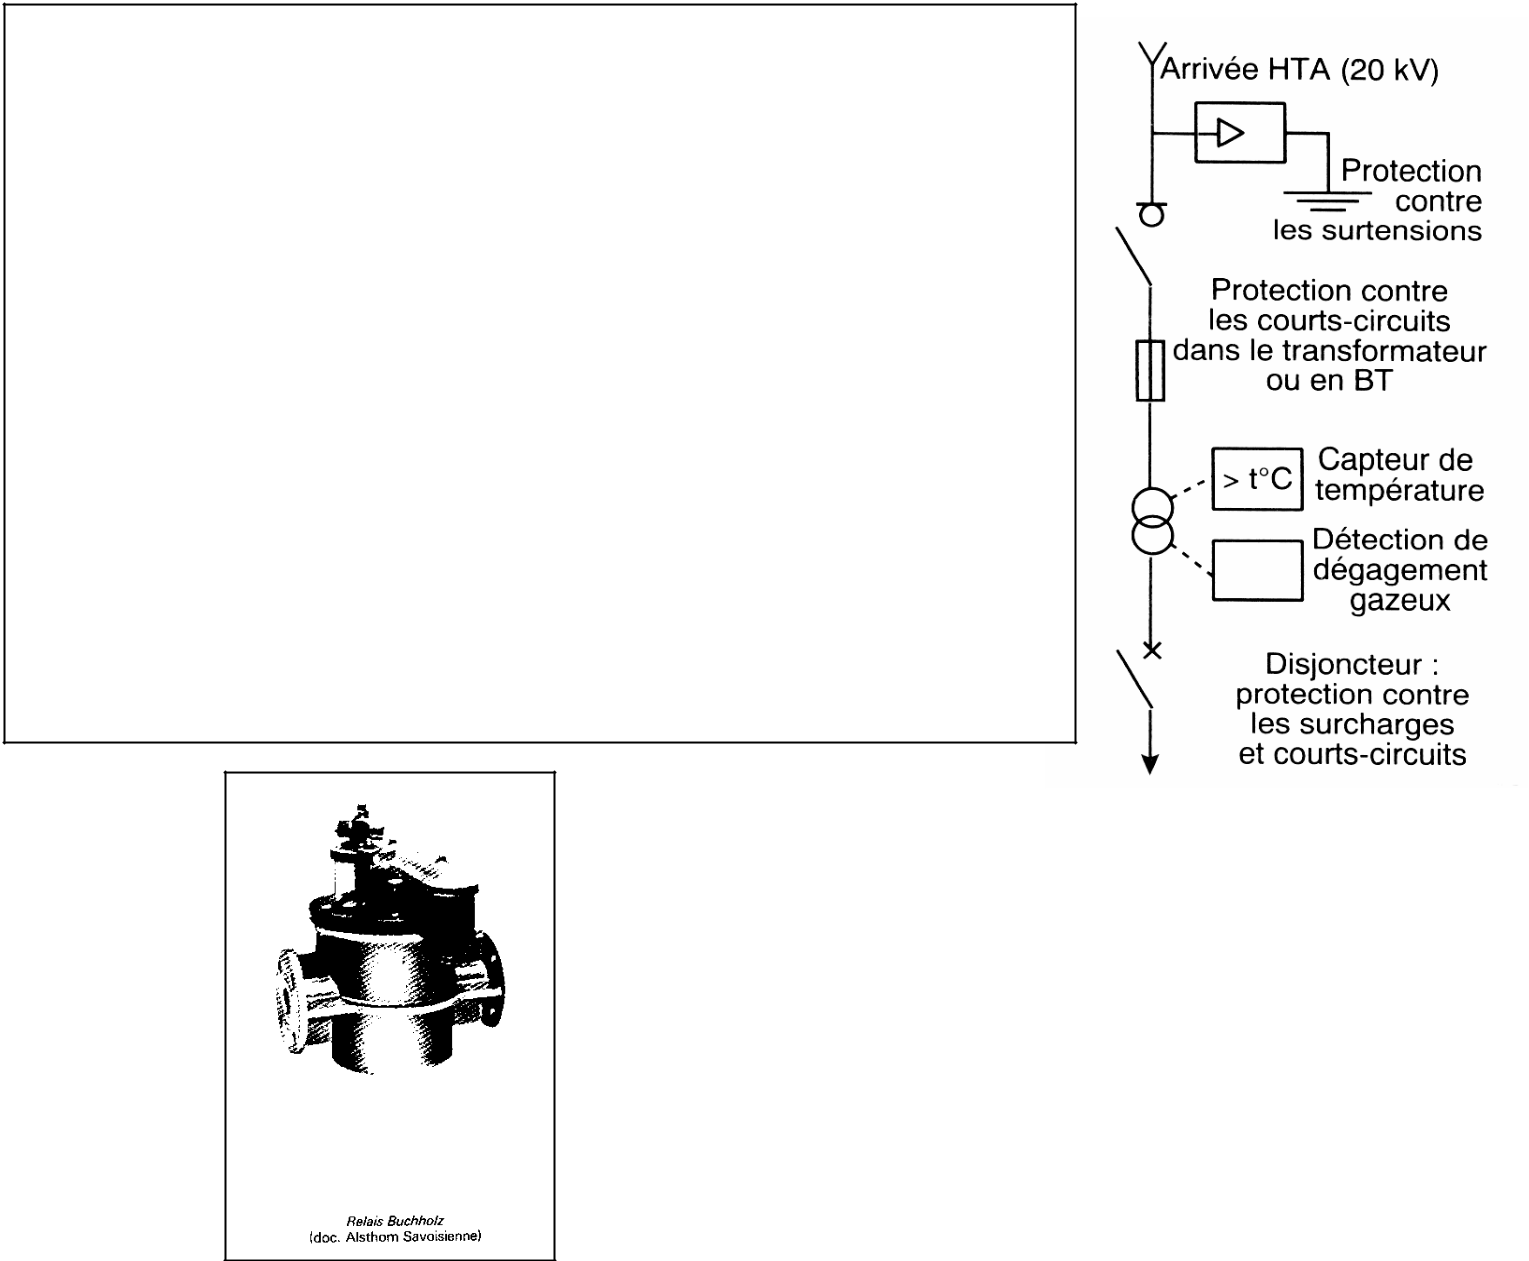 Arrivée HTA (20 kV)
Protection
contre
les surtensions
Protection contre
les courts-circuits
dans le transformateur
ou en BT
> t°C
Capteur de
température
Détection de
dégagement
gazeux
Disjoncteur :
protection contre
les surcharges
et courts-circuits
Relais Buchholz
(doc. Alsthom Savoisienne)